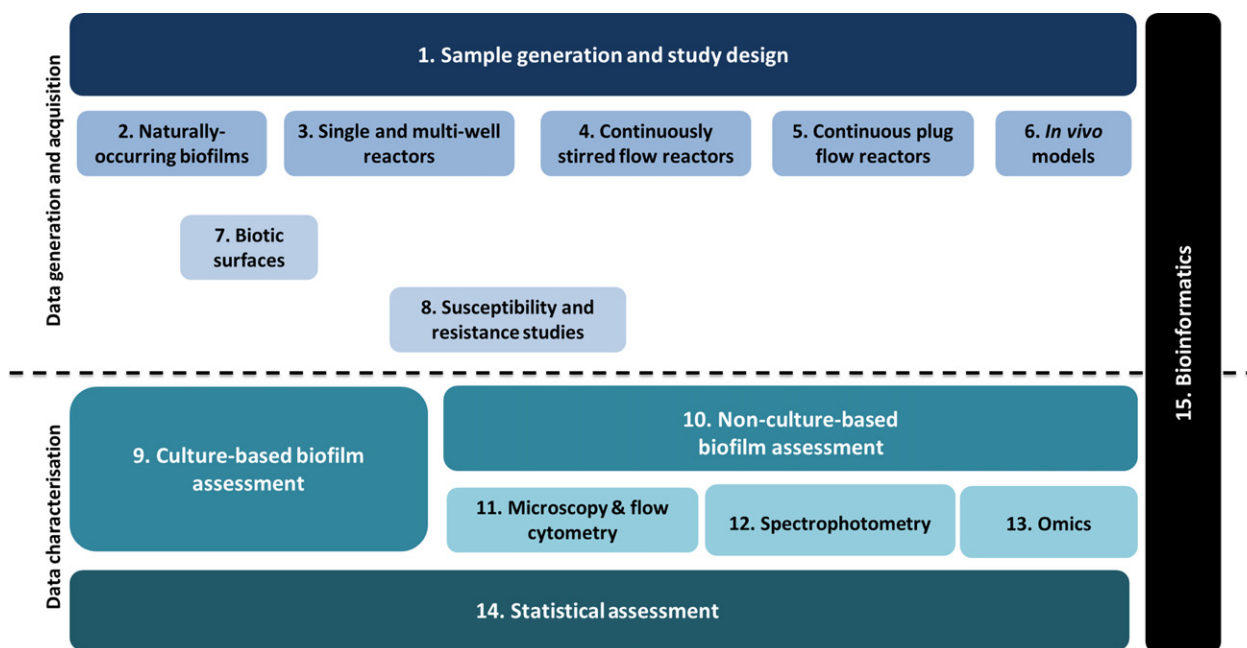 Data generation and acquisition
1. Sample generation and study design
2. Naturally-
occurring biofilms
3. Single and multi-well
reactors
4. Continuously
stirred flow reactors
5. Continuous plug
flow reactors
6. In vivo
models
7. Biotic
surfaces
8. Susceptibility and
resistance studies
Data characterisation
9. Culture-based biofilm
assessment
10. Non-culture-based
biofilm assessment
11. Microscopy & flow
cytometry
12. Spectrophotometry
13. Omics
14. Statistical assessment
15. Bioinformatics